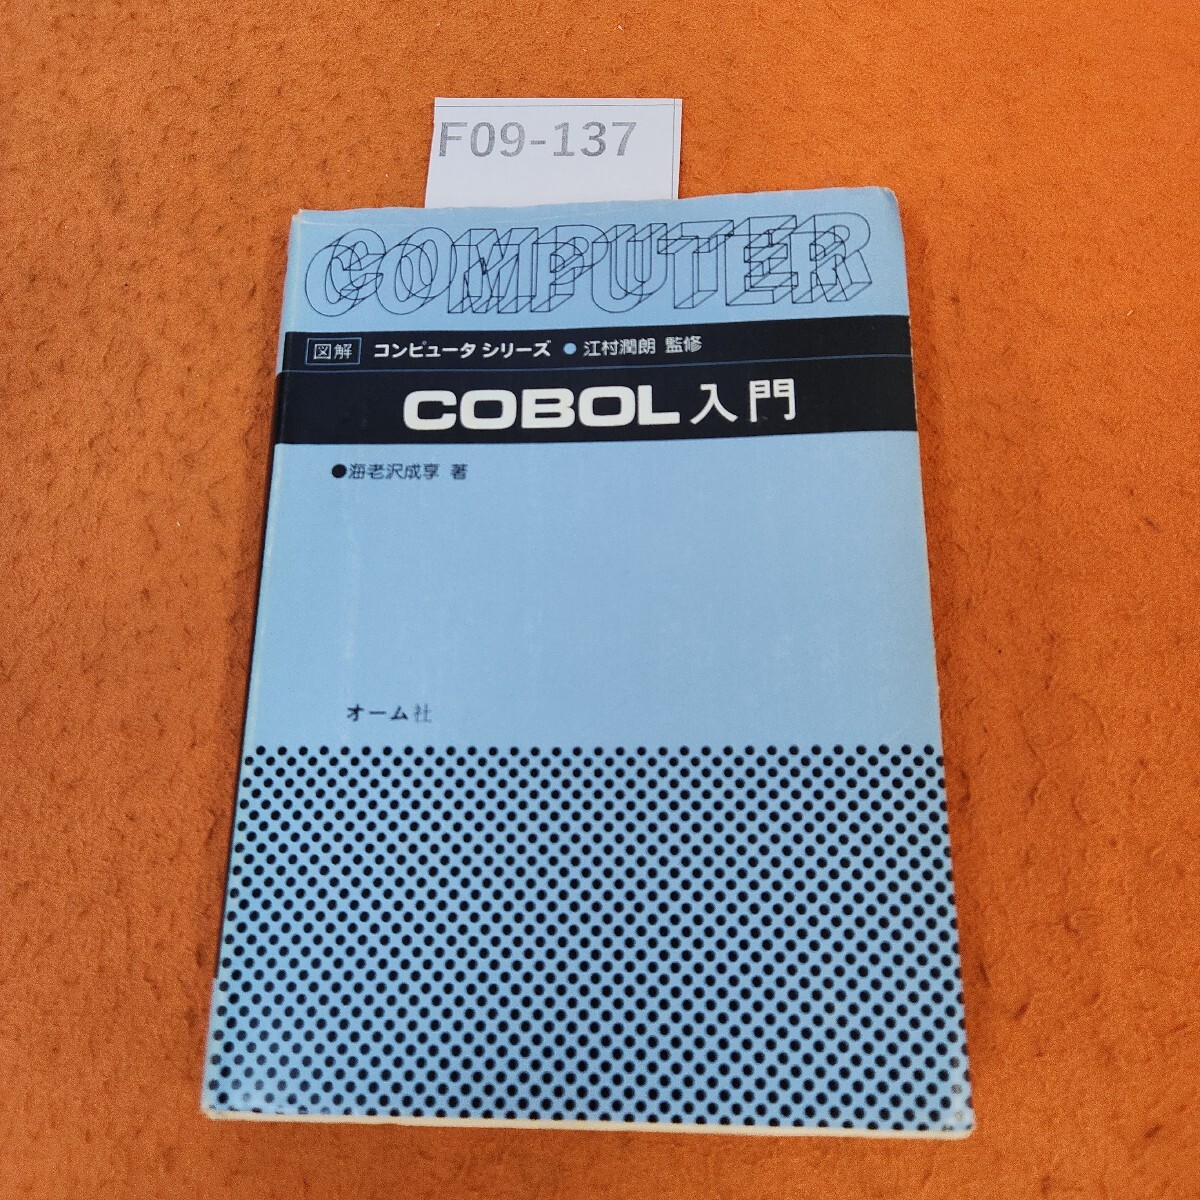 F09-137
COMPUTER
図解 コンピュータ シリーズ ● 江村潤朗 監修
COBOL入門
●海老沢成享 著
オーム社